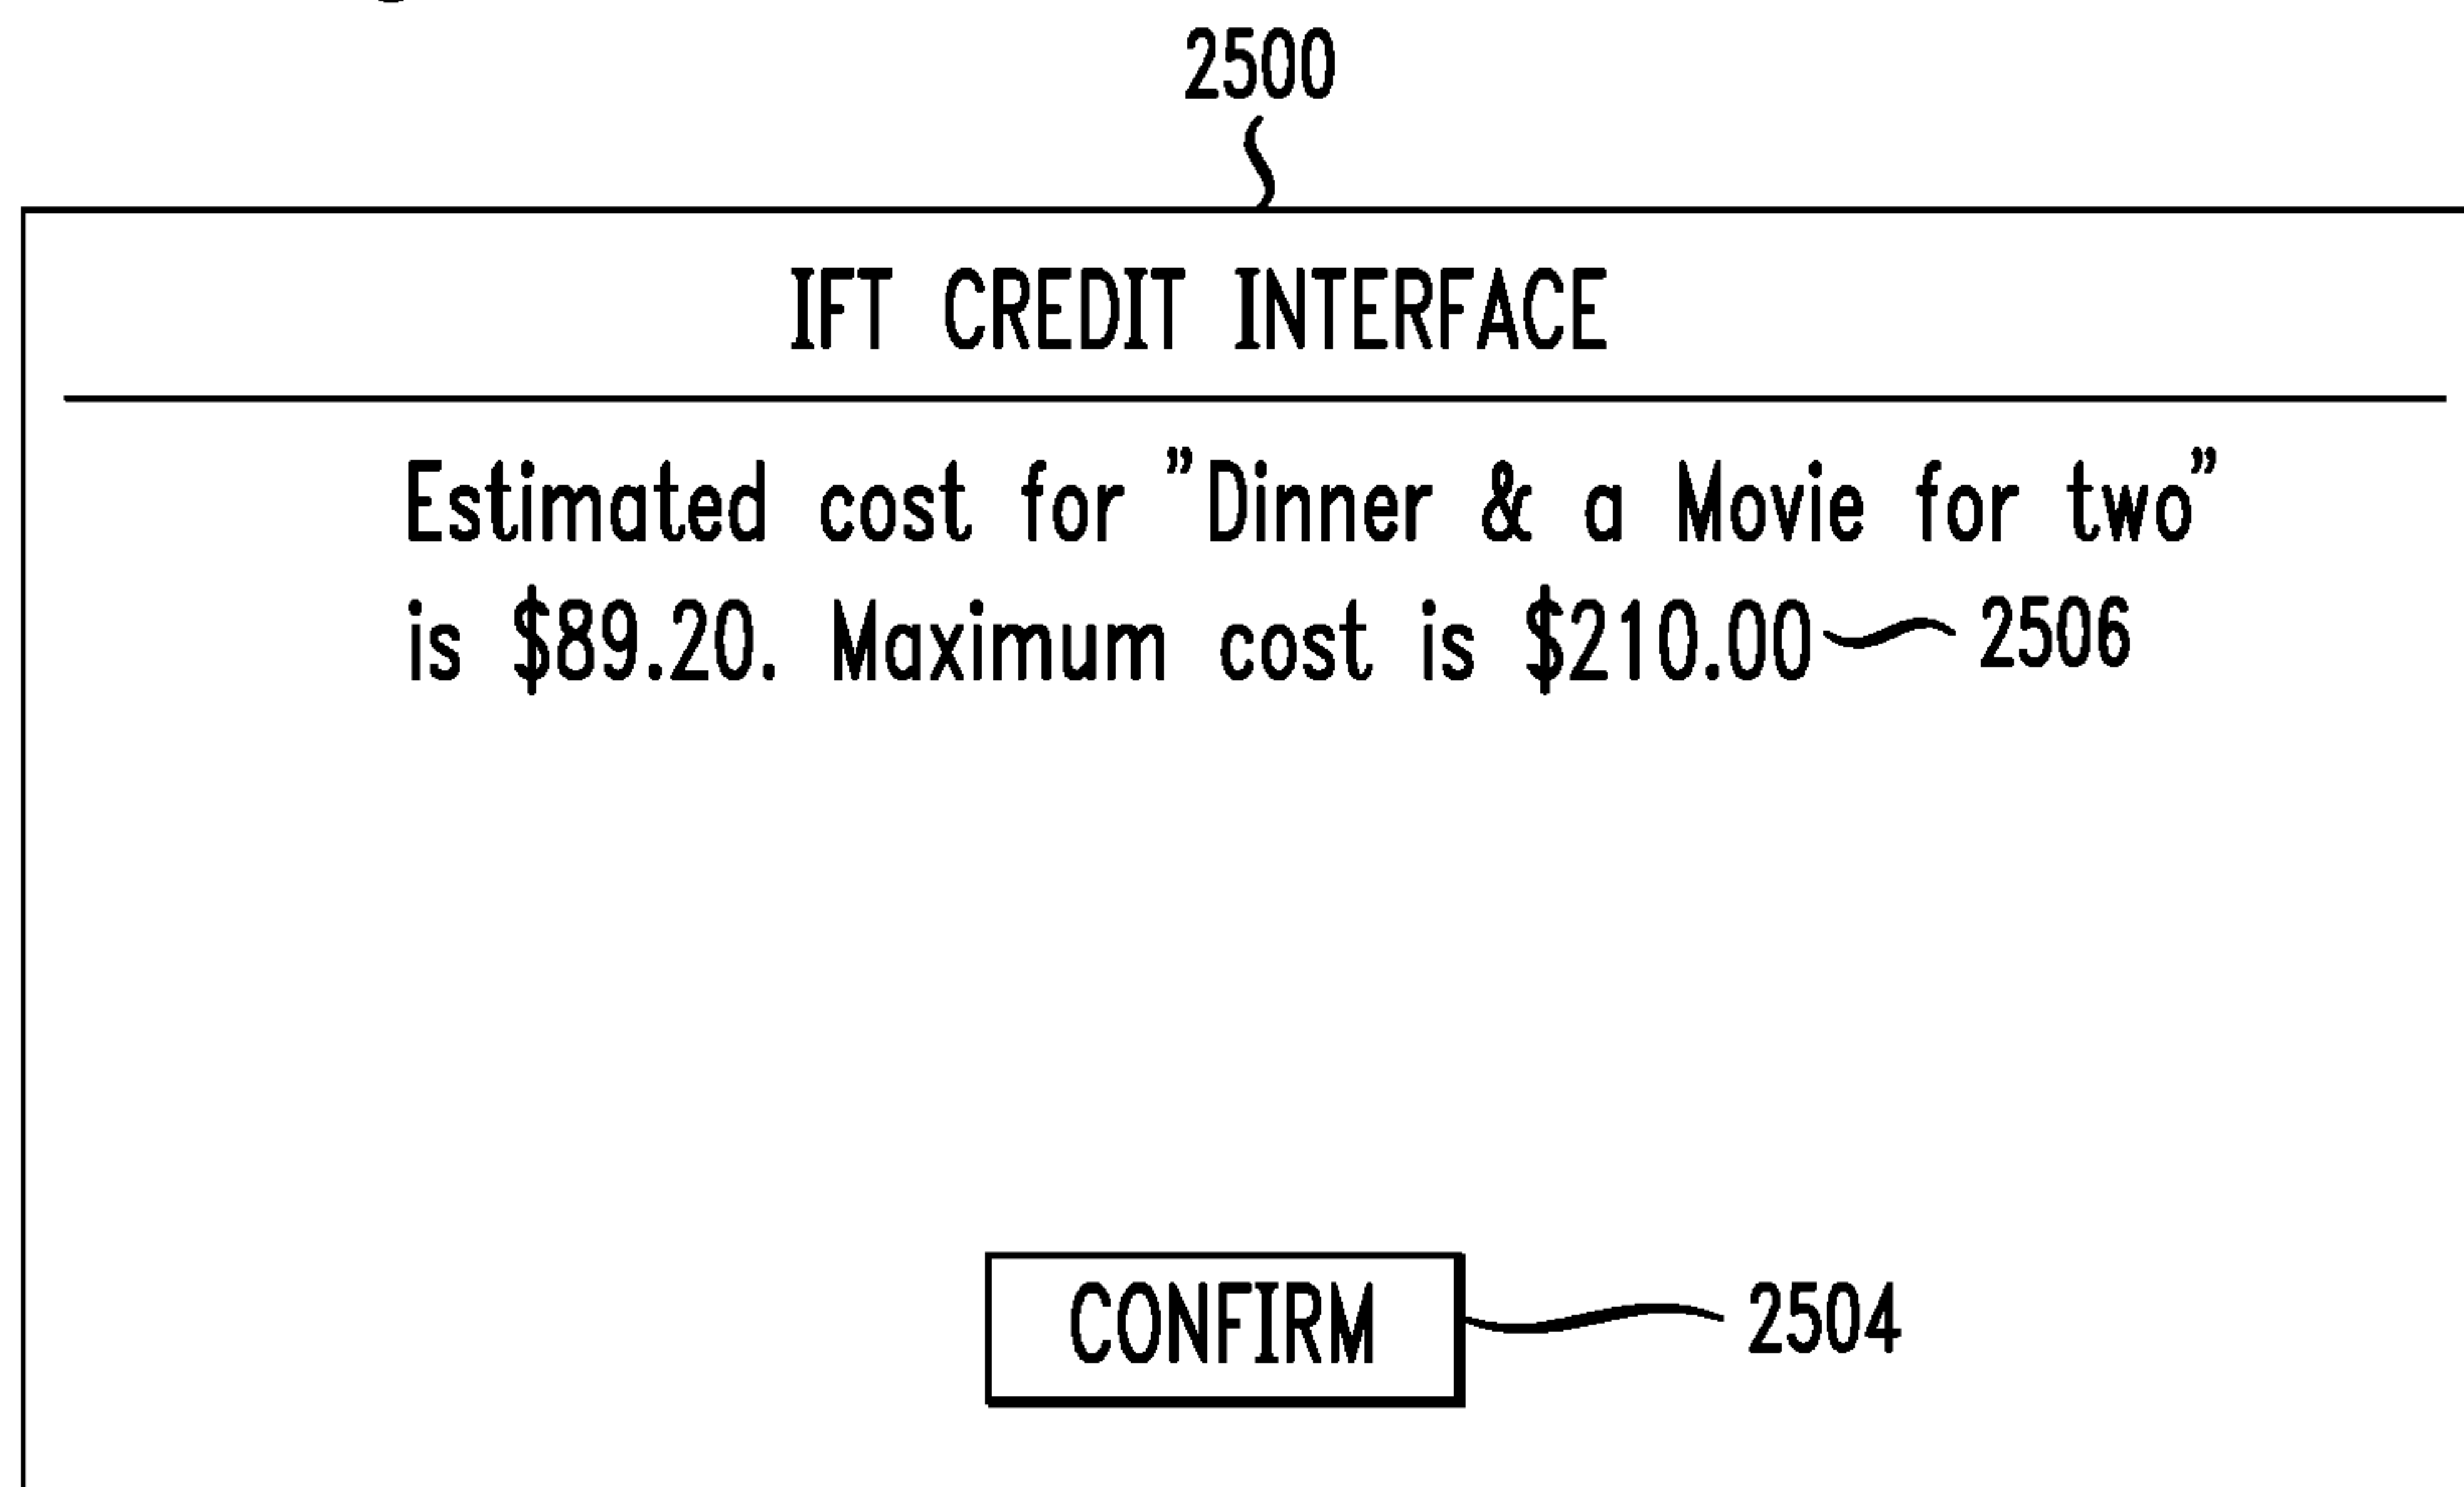 2500
IFT CREDIT INTERFACE
Estimated cost for ”Dinner & a Movie for two”
is $89.20. Maximum cost is $210.00 2506
CONFIRM 2504